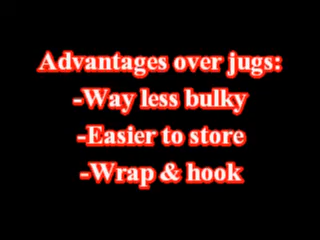 Advantages over jugs:
-Way less bulky
-Easier to store
-Wrap & hook